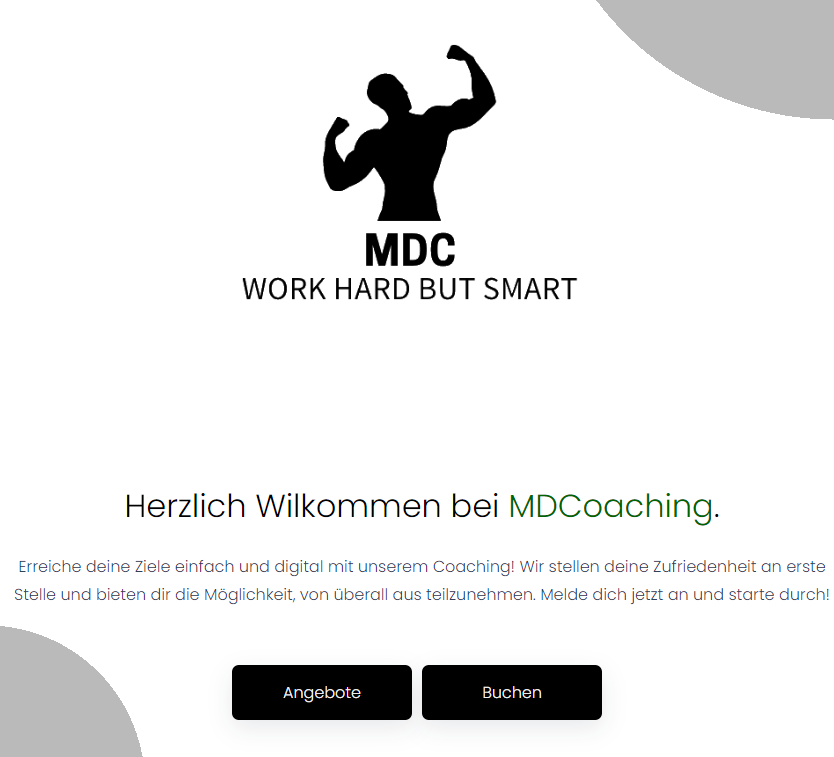 MDC
WORK HARD BUT SMART
Herzlich Wilkommen bei MDCoaching.
Erreiche deine Ziele einfach und digital mit unserem Coaching! Wir stellen deine Zufriedenheit an erste
Stelle und bieten dir die Möglichkeit, von überall aus teilzunehmen. Melde dich jetzt an und starte durch!
Angebote
Buchen